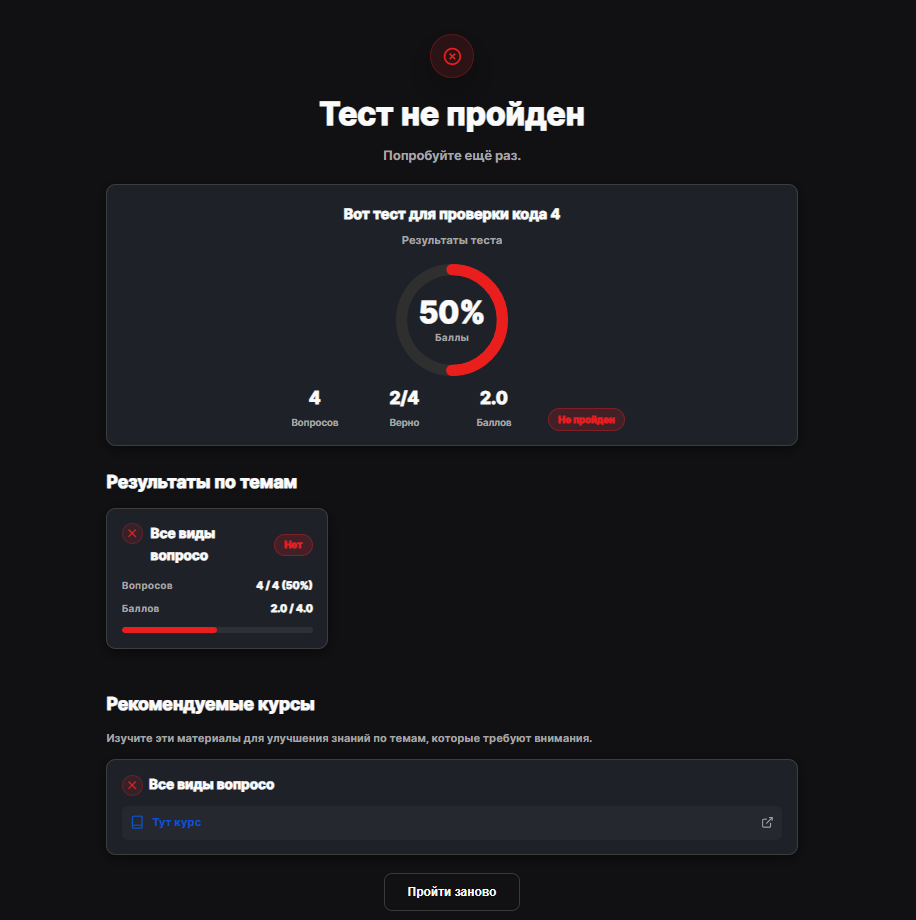 Тест не пройден
Попробуйте ещё раз.
Вот тест для проверки кода 4
Результаты теста
50%
Баллы
4
2/4
2.0
Вопросов
Верно
Баллов
Не пройден
Результаты по темам
Все виды
вопросо
Нет
Вопросов
4 / 4 (50%)
Баллов
2.0 / 4.0
Рекомендуемые курсы
Изучите эти материалы для улучшения знаний по темам, которые требуют внимания.
Все виды вопросо
Тут курс
Пройти заново